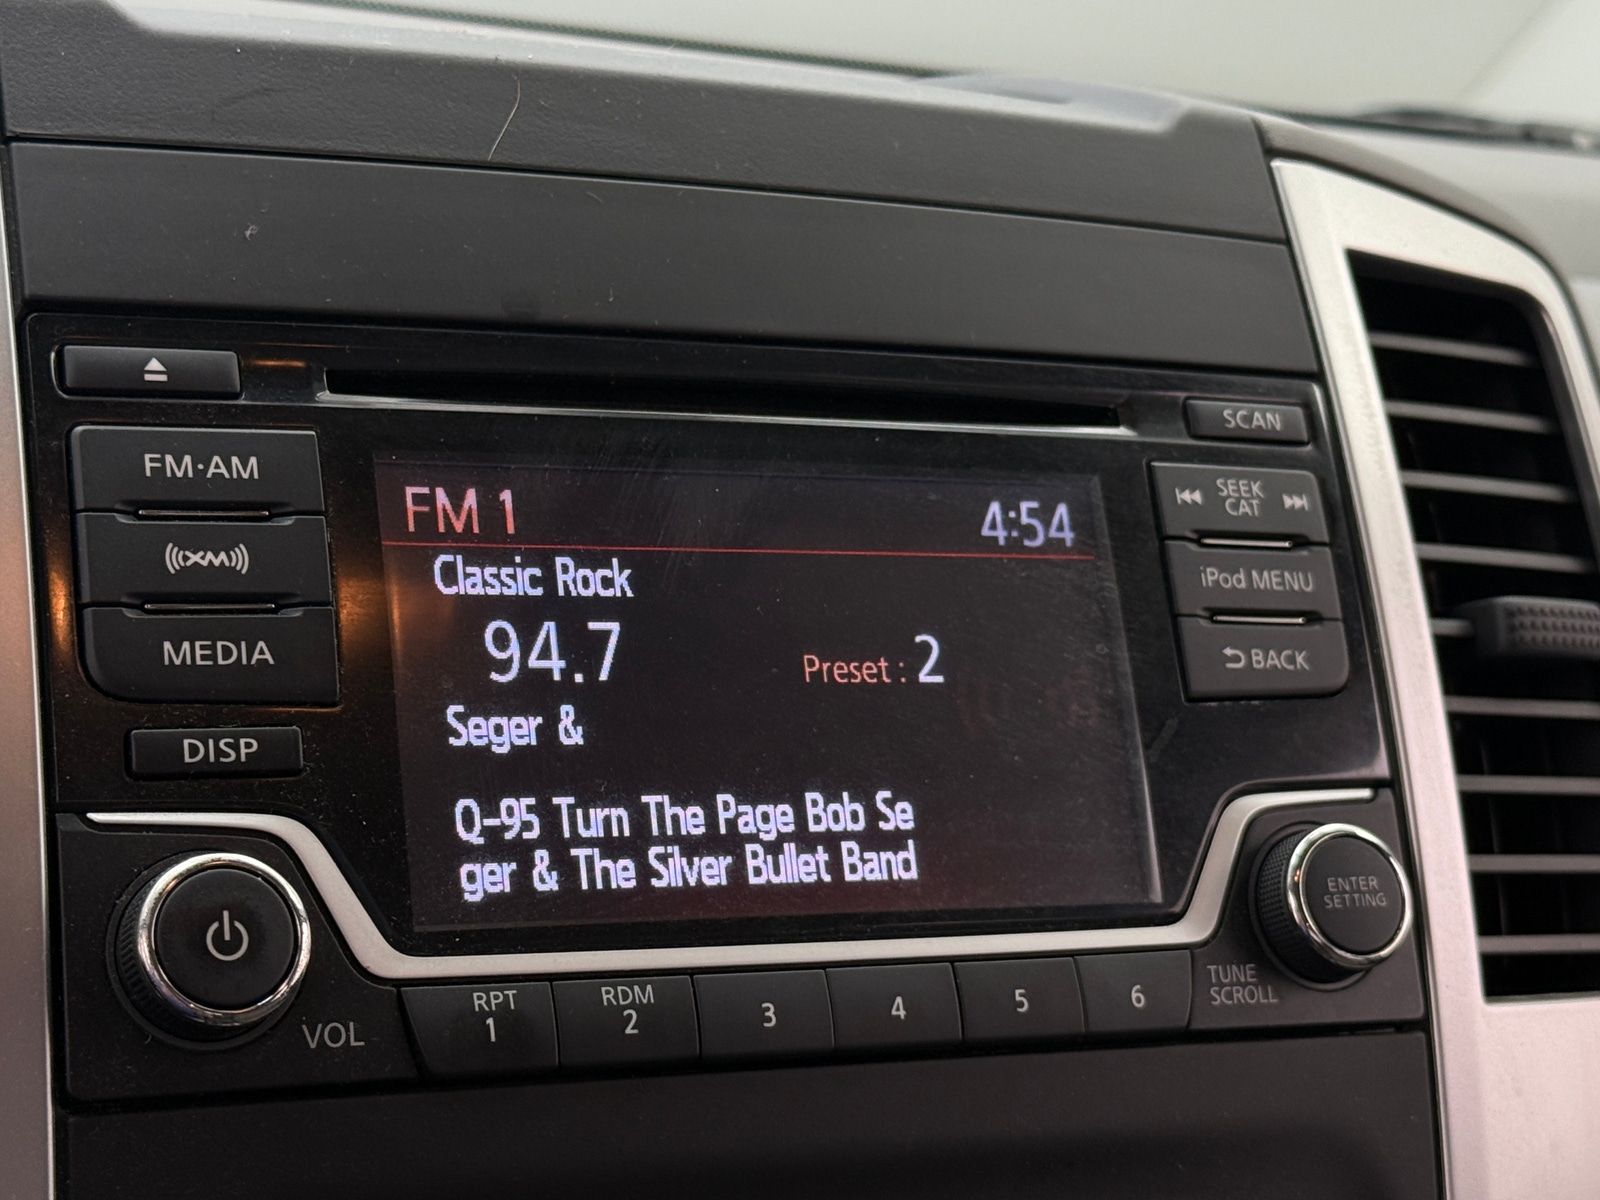 SCAN
FM·AM
XM
MEDIA
DISP
FM 1
4:54
Classic Rock
94.7
Preset : 2
Seger &
Q-95 Turn The Page Bob Se
ger & The Silver Bullet Band
SEEK
CAT
iPod MENU
BACK
ENTER
SETTING
TUNE
SCROLL
VOL
RPT
1
RDM
2
3
4
5
6